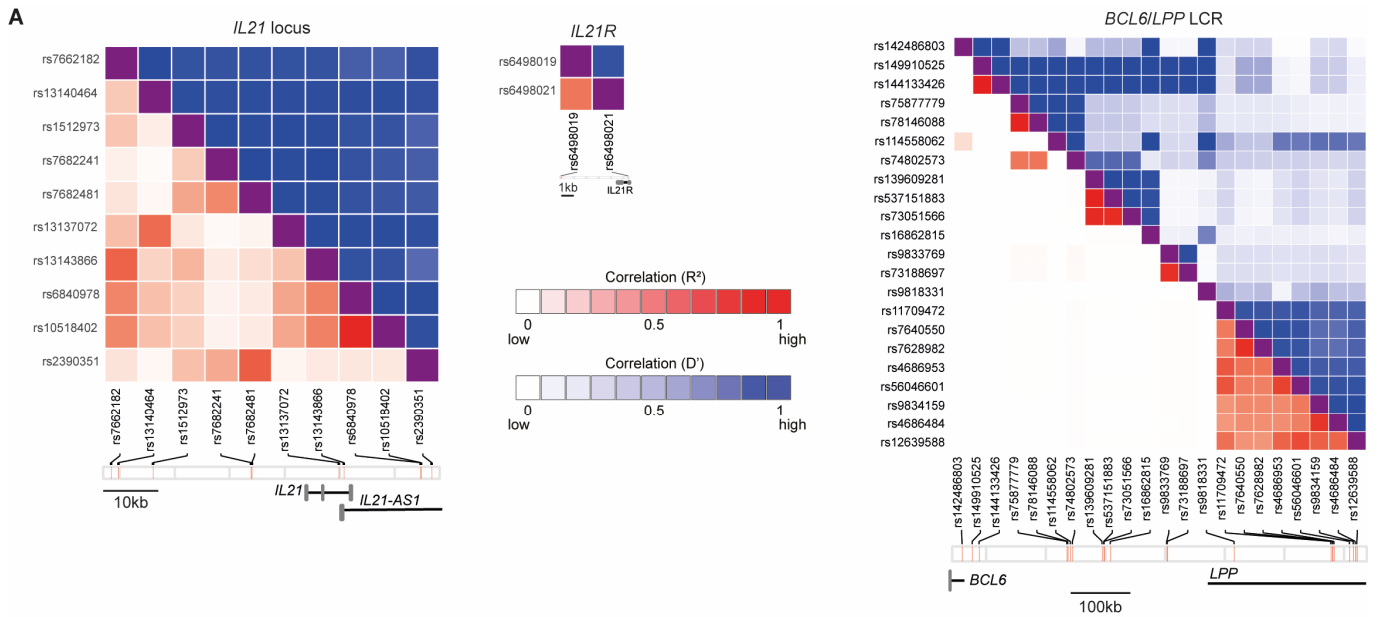 A
IL21 locus
rs7662182
rs13140464
rs1512973
rs7682241
rs7682481
rs13137072
rs13143866
rs6840978
rs10518402
rs2390351
rs7662182
rs13140464
rs1512973
rs7682241
rs7682481
rs13137072
rs13143866
rs6840978
rs10518402
rs2390351
10kb
IL21
IL21-AS1
IL21R
rs6498019
rs6498021
rs6498019
rs6498021
1kb
IL21R
Correlation (R²)
0 0.5 1
low high
Correlation (D')
0 0.5 1
low high
BCL6/LPP LCR
rs142486803
rs149910525
rs144133426
rs75877779
rs78146088
rs114558062
rs74802573
rs139609281
rs537151883
rs73051566
rs16862815
rs9833769
rs73188697
rs9818331
rs11709472
rs7640550
rs7628982
rs4686953
rs56046601
rs9834159
rs4686484
rs12639588
rs142486803
rs149910525
rs144133426
rs75877779
rs78146088
rs114558062
rs74802573
rs139609281
rs537151883
rs73051566
rs16862815
rs9833769
rs73188697
rs9818331
rs11709472
rs7640550
rs7628982
rs4686953
rs56046601
rs9834159
rs4686484
rs12639588
BCL6
LPP
100kb